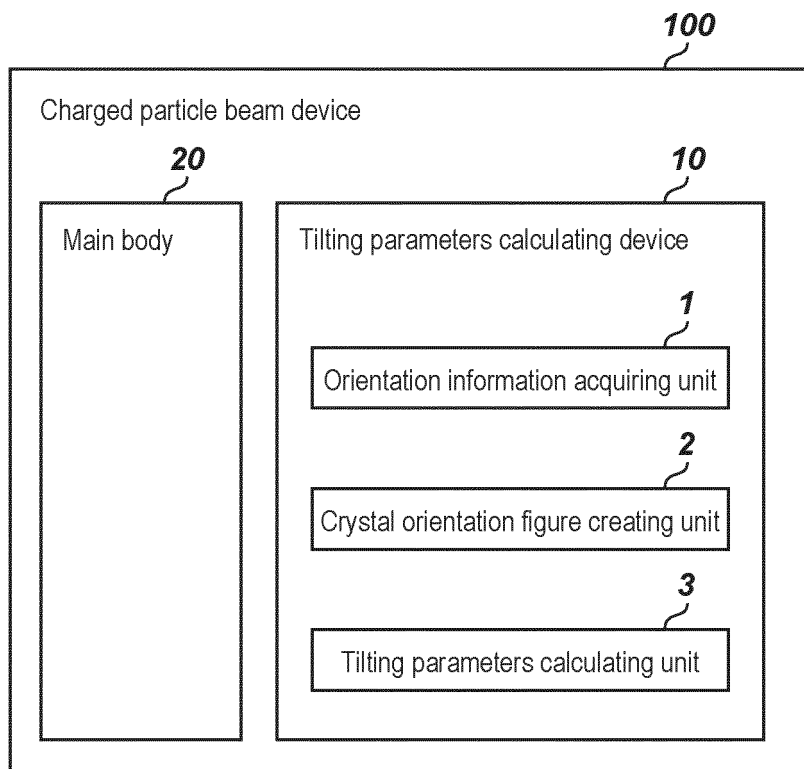 100
Charged particle beam device
20
10
Main body
Tilting parameters calculating device
1
Orientation information acquiring unit
2
Crystal orientation figure creating unit
3
Tilting parameters calculating unit